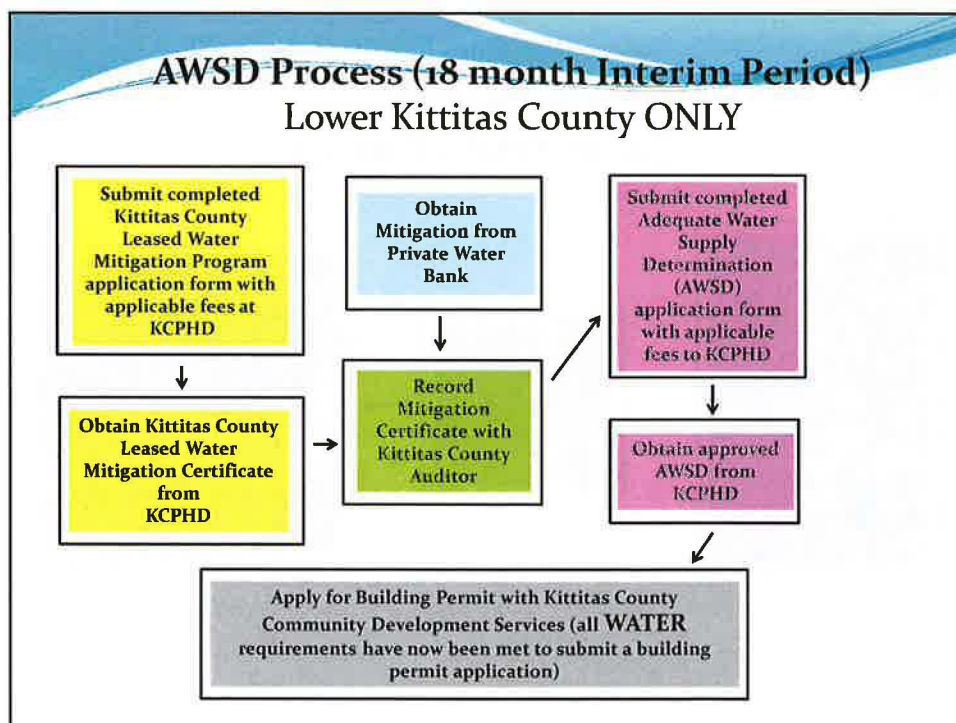 AWSD Process (18 month Interim Period)
Lower Kittitas County ONLY
Submit completed
Kittitas County
Leased Water
Mitigation Program
application form with
applicable fees at
KCPHD
Obtain Kittitas County
Leased Water
Mitigation Certificate
from
KCPHD
Obtain
Mitigation from
Private Water
Bank
Record
Mitigation
Certificate with
Kittitas County
Auditor
Submit completed
Adequate Water
Supply
Determination
(AWSD)
application form
with applicable
fees to KCPHD
Obtain approved
AWSD from
KCPHD
Apply for Building Permit with Kittitas County
Community Development Services (all WATER
requirements have now been met to submit a building
permit application)